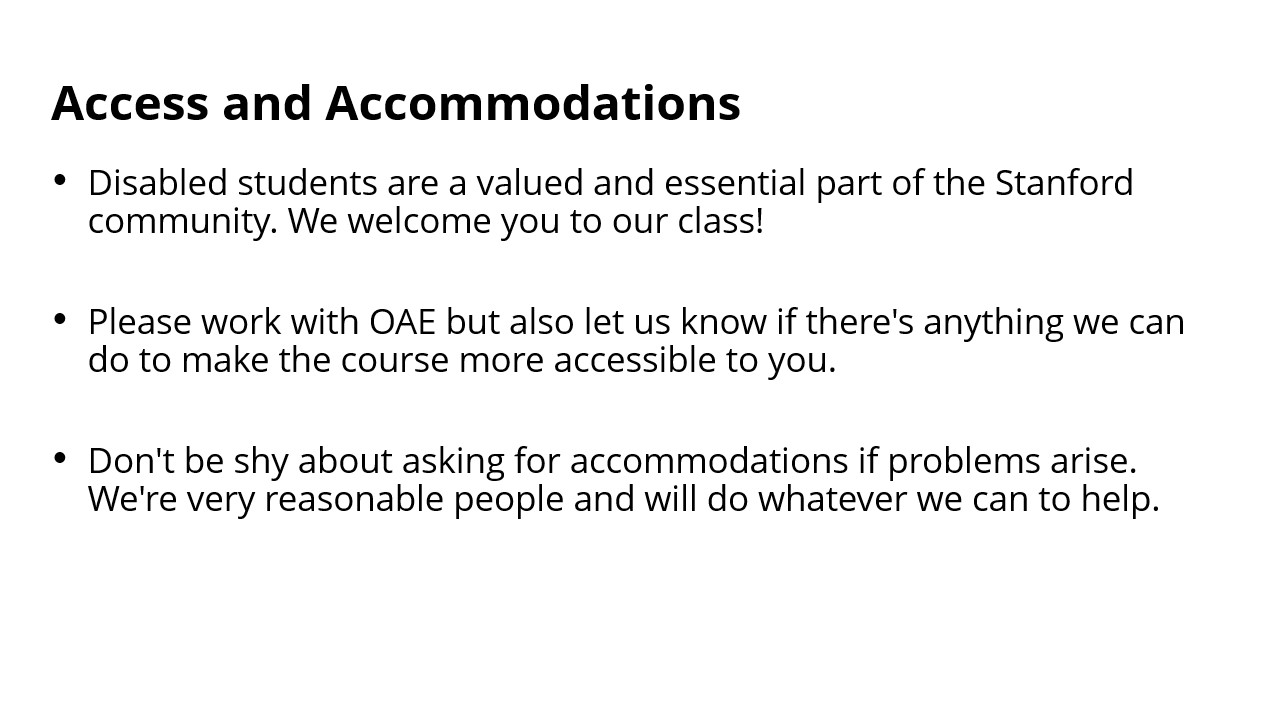 Access and Accommodations
• Disabled students are a valued and essential part of the Stanford
community. We welcome you to our class!
• Please work with OAE but also let us know if there's anything we can
do to make the course more accessible to you.
• Don't be shy about asking for accommodations if problems arise.
We're very reasonable people and will do whatever we can to help.